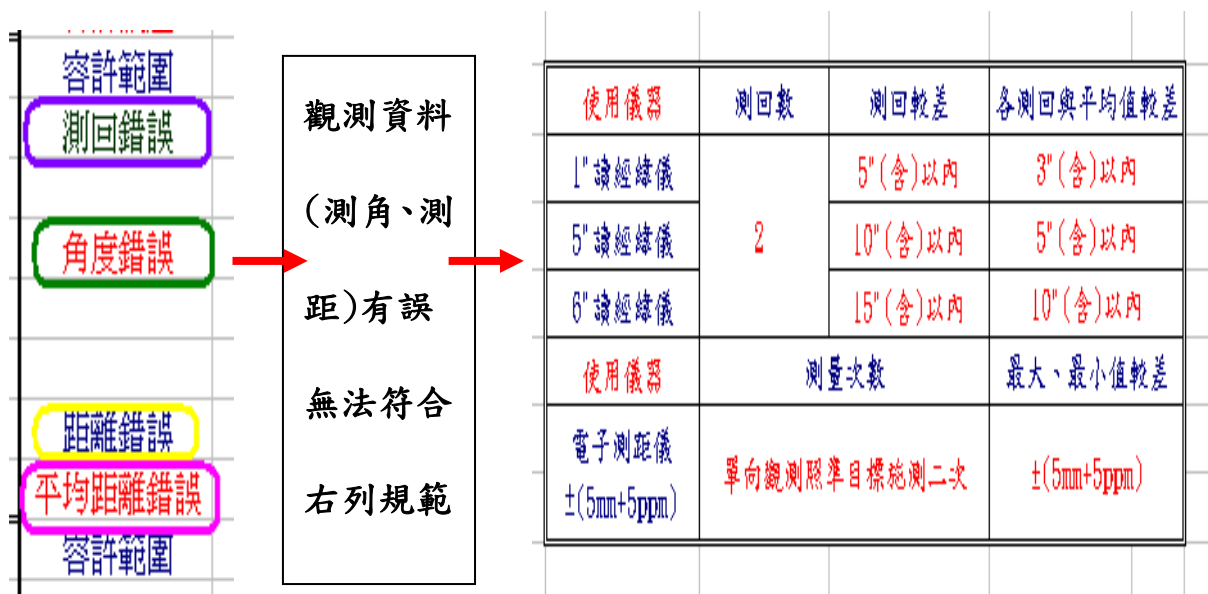 容許範圍
測回錯誤
角度錯誤
距離錯誤
平均距離錯誤
容許範圍
觀測資料
(測角、測
距)有誤
無法符合
右列規範
使用儀器 測回數 測回較差 各測回與平均值較差
1"讀經緯儀 5"(含)以內 3"(含)以內
5"讀經緯儀 2 10"(含)以內 5"(含)以內
6"讀經緯儀 15"(含)以內 10"(含)以內
使用儀器 測量次數 最大、最小值較差
電子測距儀
±(5mm+5ppm)
單向觀測照準目標施測二次
±(5mm+5ppm)